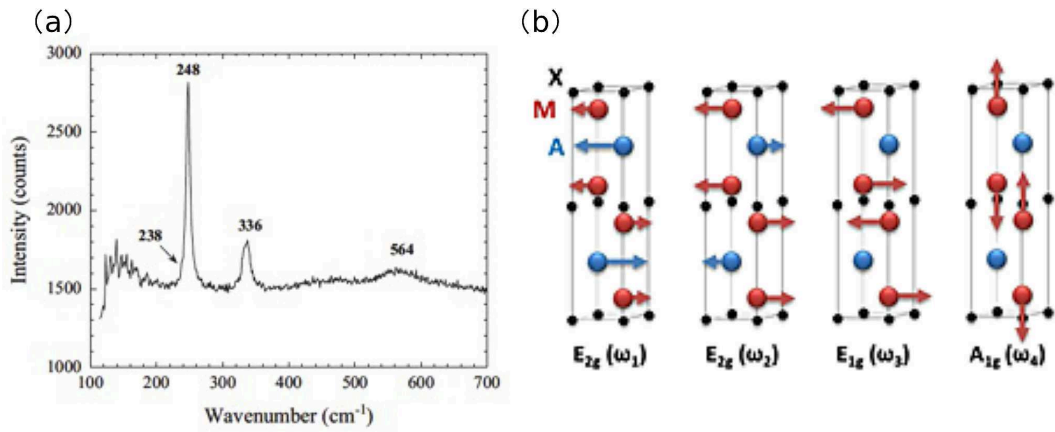 (a)
3000
2500
2000
1500
1000
Intensity (counts)
248
238
336
564
100 200 300 400 500 600 700
Wavenumber (cm⁻¹)
(b)
X
M
A
E₂g (ω₁) E₂g (ω₂) E₁g (ω₃) A₁g (ω₄)